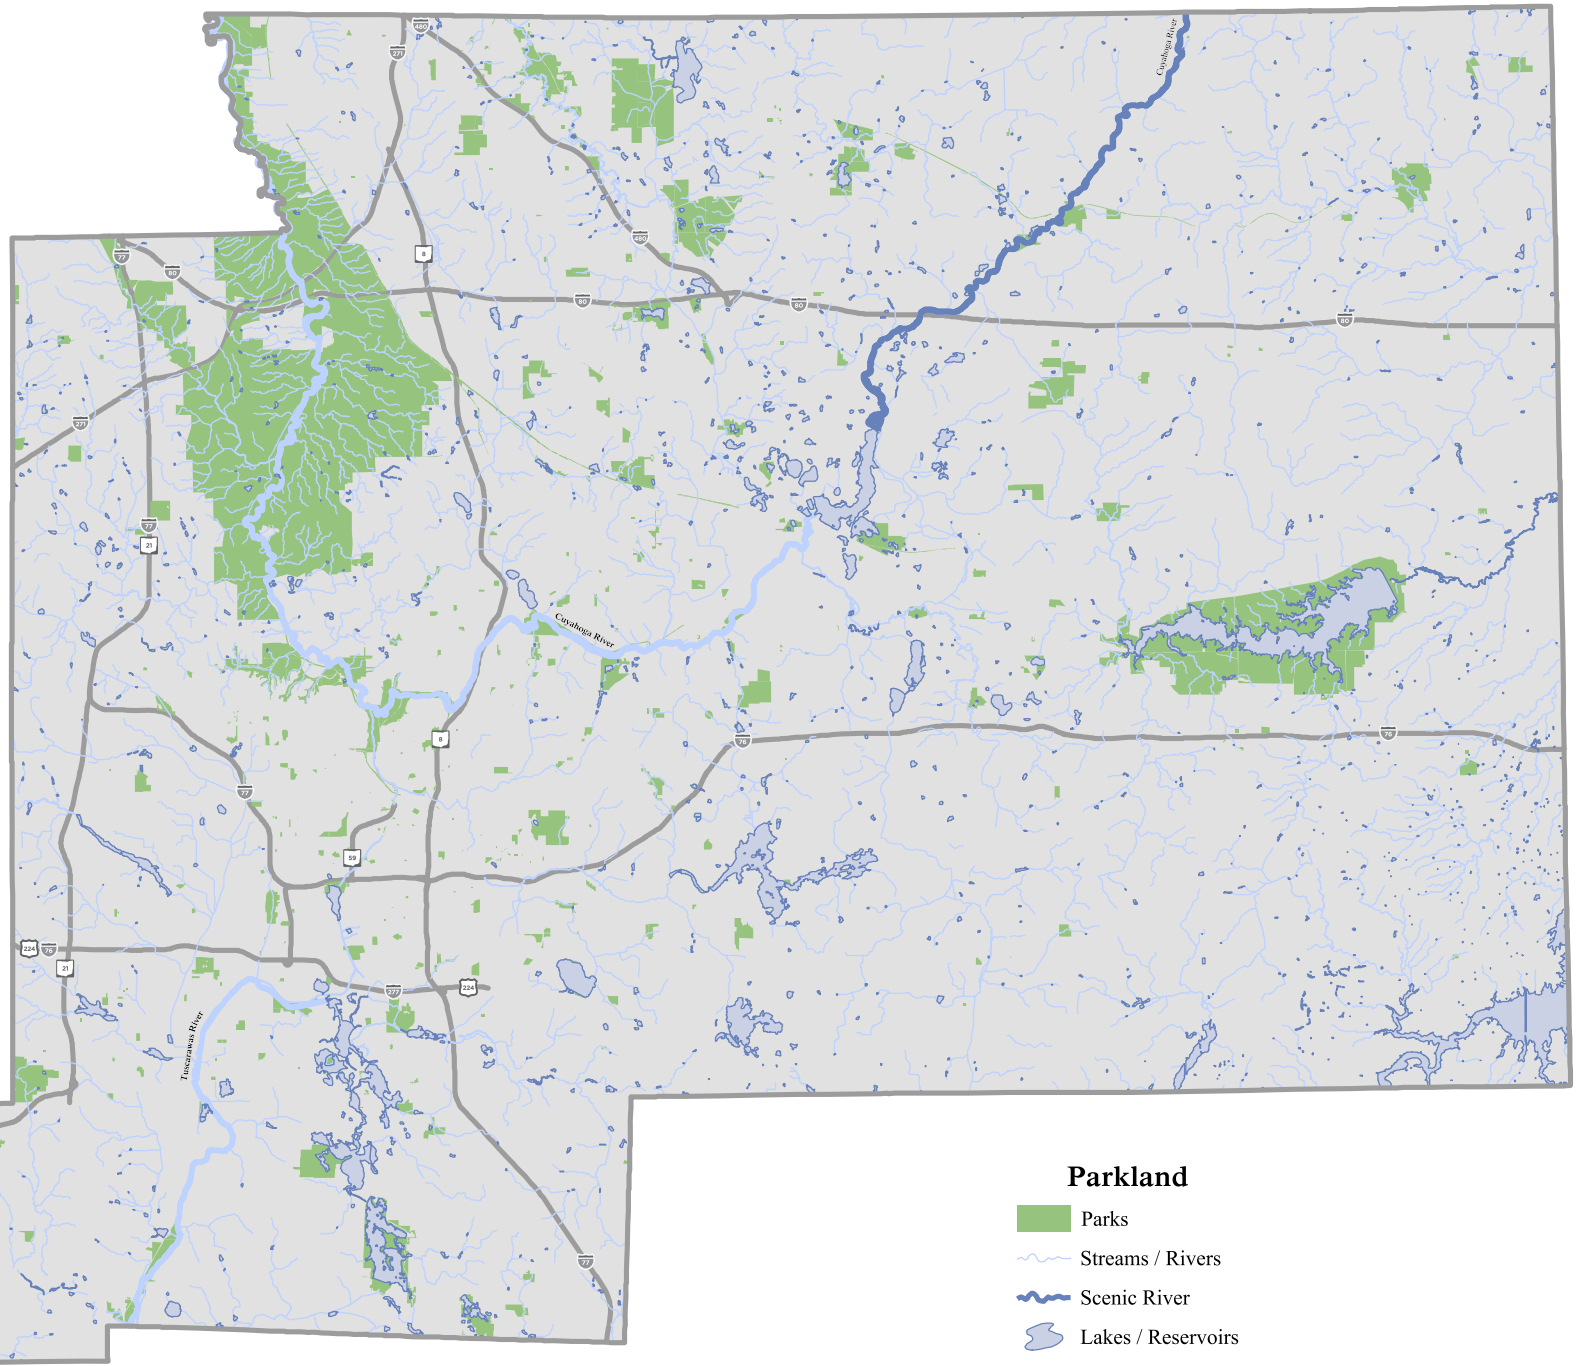 480
271
Cuyahoga River
8
480
77
80
80
80
80
271
77
21
Cuyahoga River
8
76
76
77
59
224
76
21
277
224
Tuscarawas River
77
Parkland
Parks
Streams / Rivers
Scenic River
Lakes / Reservoirs